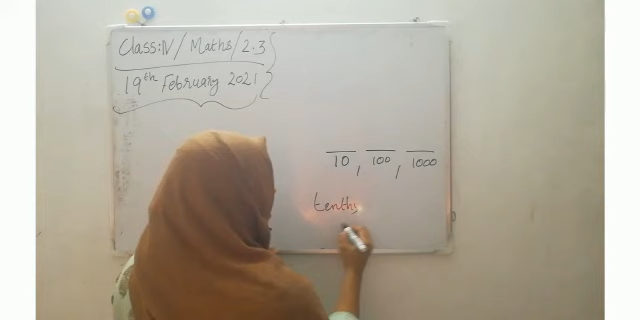 Class:IV/ Maths/2.3
19th February 2021
10, 100, 1000
tenths